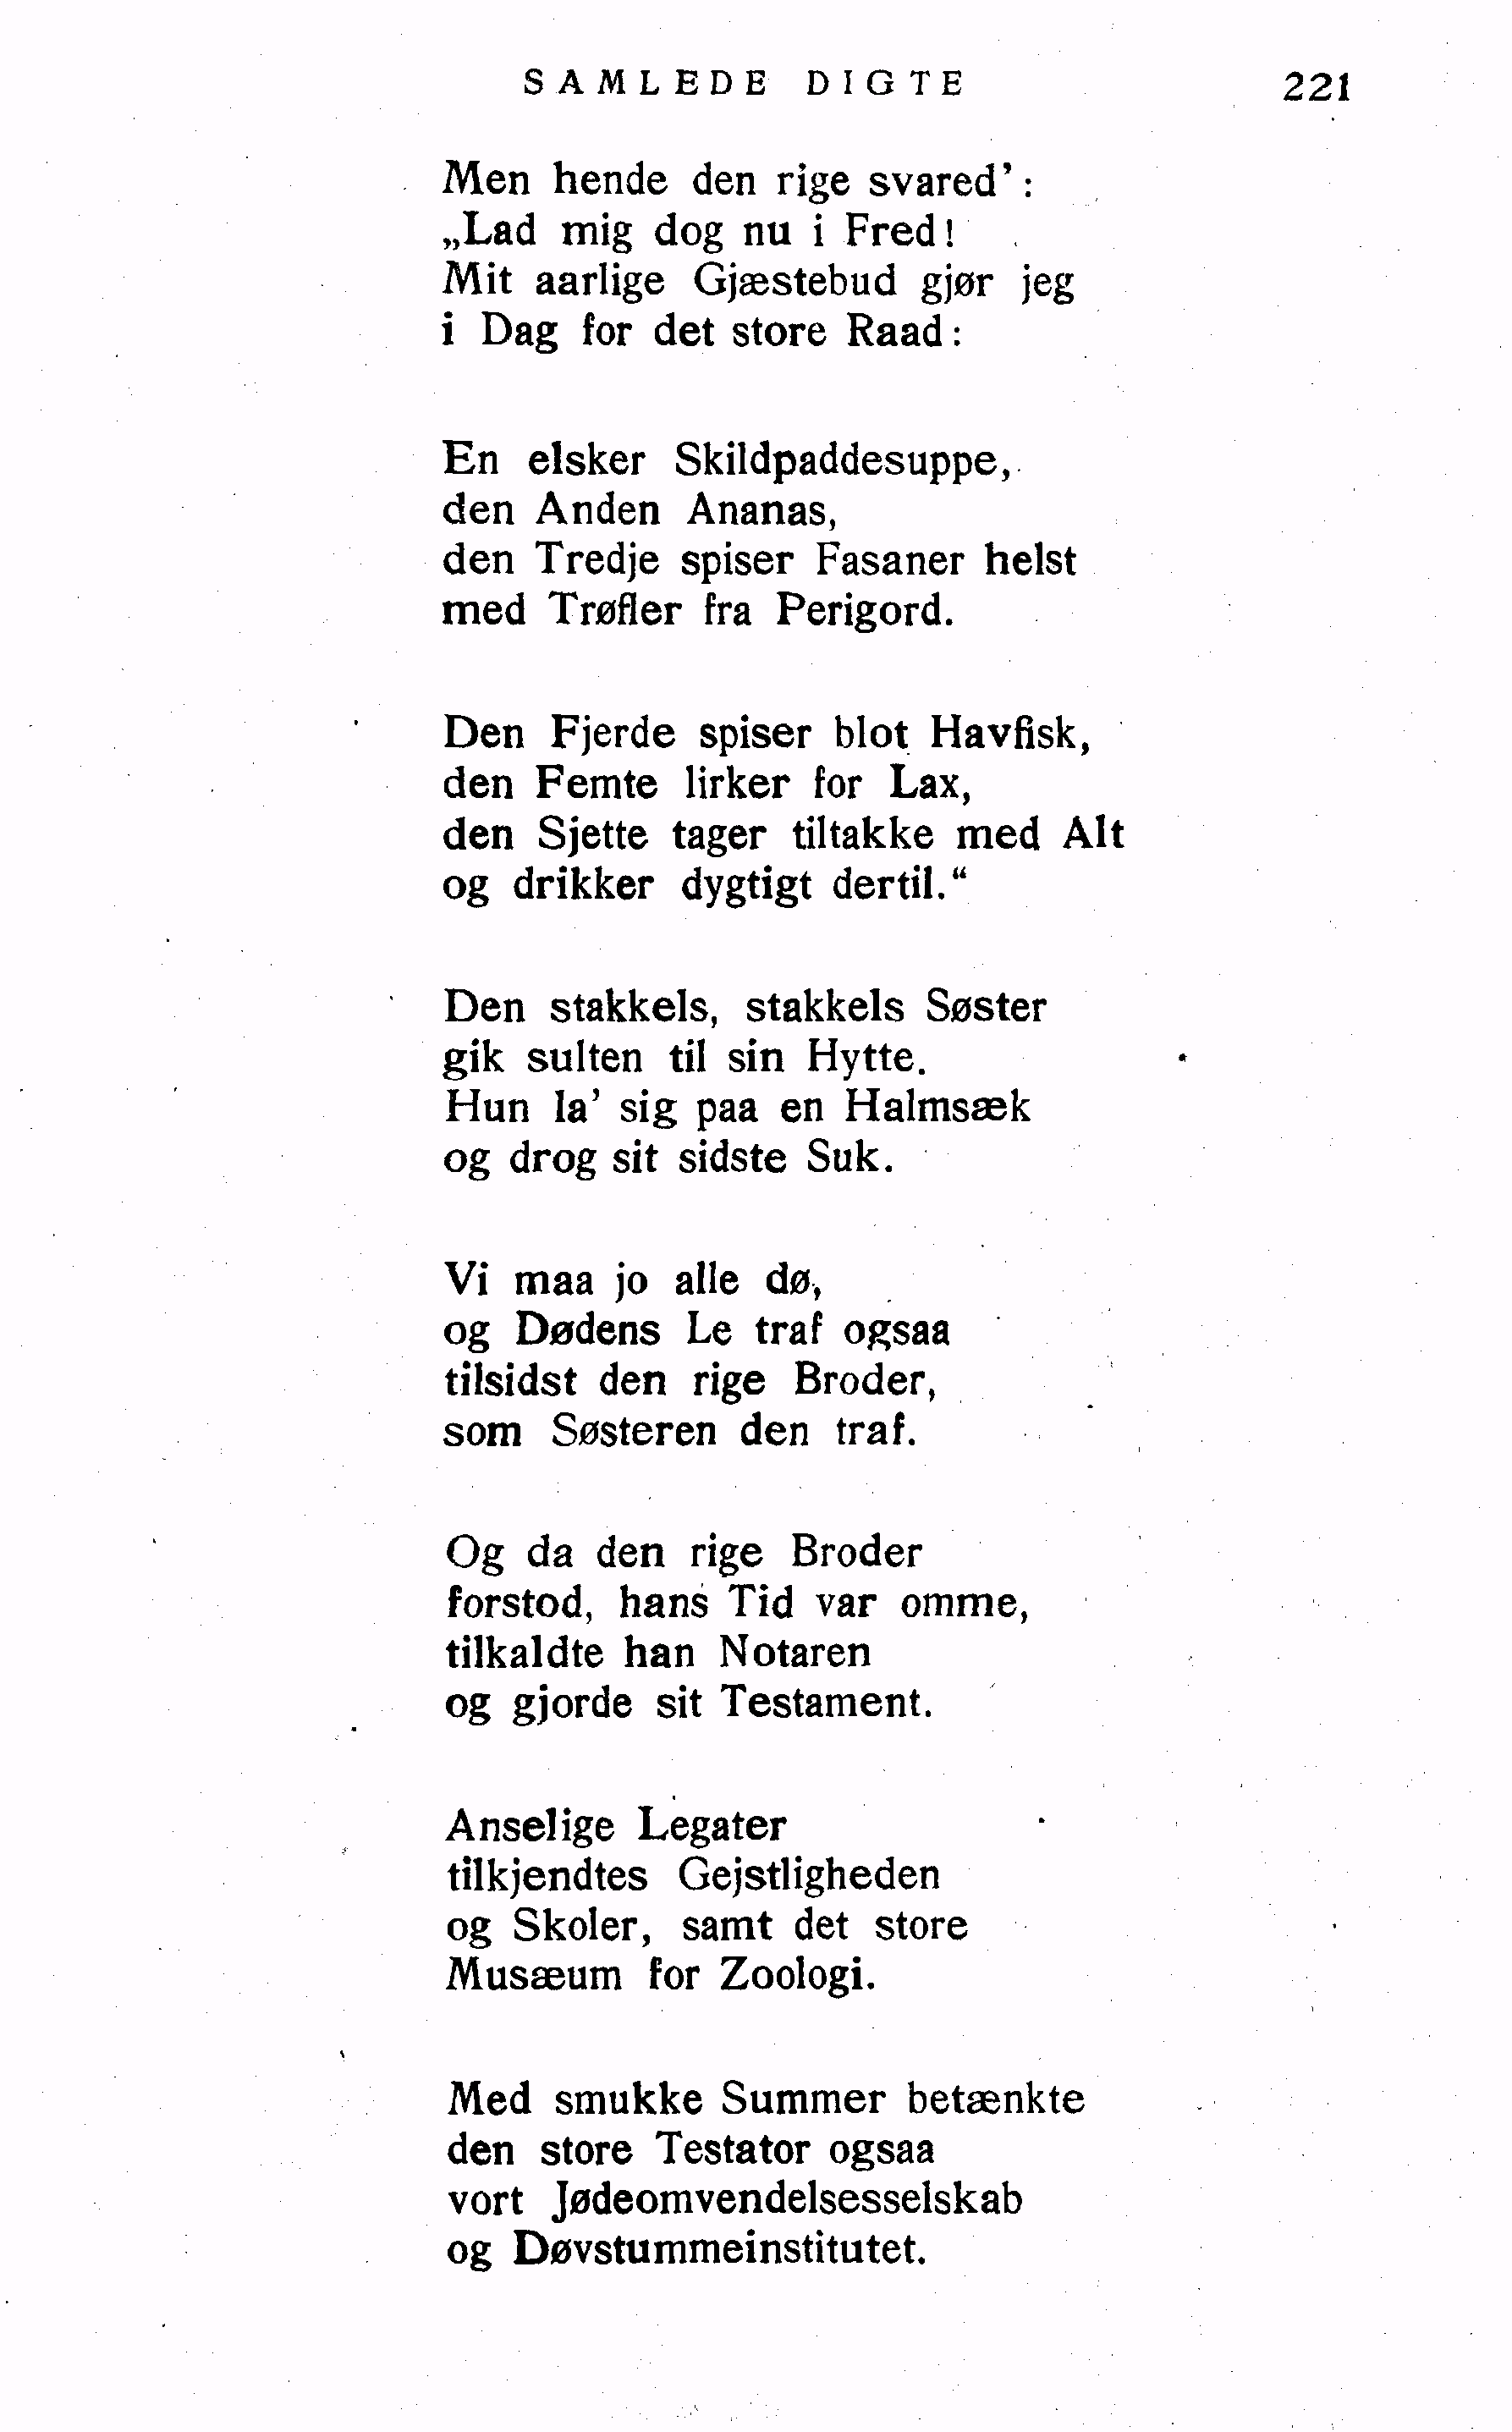 SAMLEDE DIGTE 221
Men hende den rige svared':
„Lad mig dog nu i Fred!
Mit aarlige Gjæstebud gjør jeg
i Dag for det store Raad:
En elsker Skildpaddesuppe,
den Anden Ananas,
den Tredje spiser Fasaner helst
med Trøfler fra Perigord.
Den Fjerde spiser blot Havfisk,
den Femte lirker for Lax,
den Sjette tager tiltakke med Alt
og drikker dygtigt dertil.“
Den stakkels, stakkels Søster
gik sulten til sin Hytte.
Hun la' sig paa en Halmsæk
og drog sit sidste Suk.
Vi maa jo alle dø,
og Dødens Le traf ogsaa
tilsidst den rige Broder,
som Søsteren den traf.
Og da den rige Broder
forstod, hans Tid var omme,
tilkaldte han Notaren
og gjorde sit Testament.
Anselige Legater
tilkjendtes Gejstligheden
og Skoler, samt det store
Musæum for Zoologi.
Med smukke Summer betænkte
den store Testator ogsaa
vort Jødeomvendelsesselskab
og Døvstummeinstitutet.